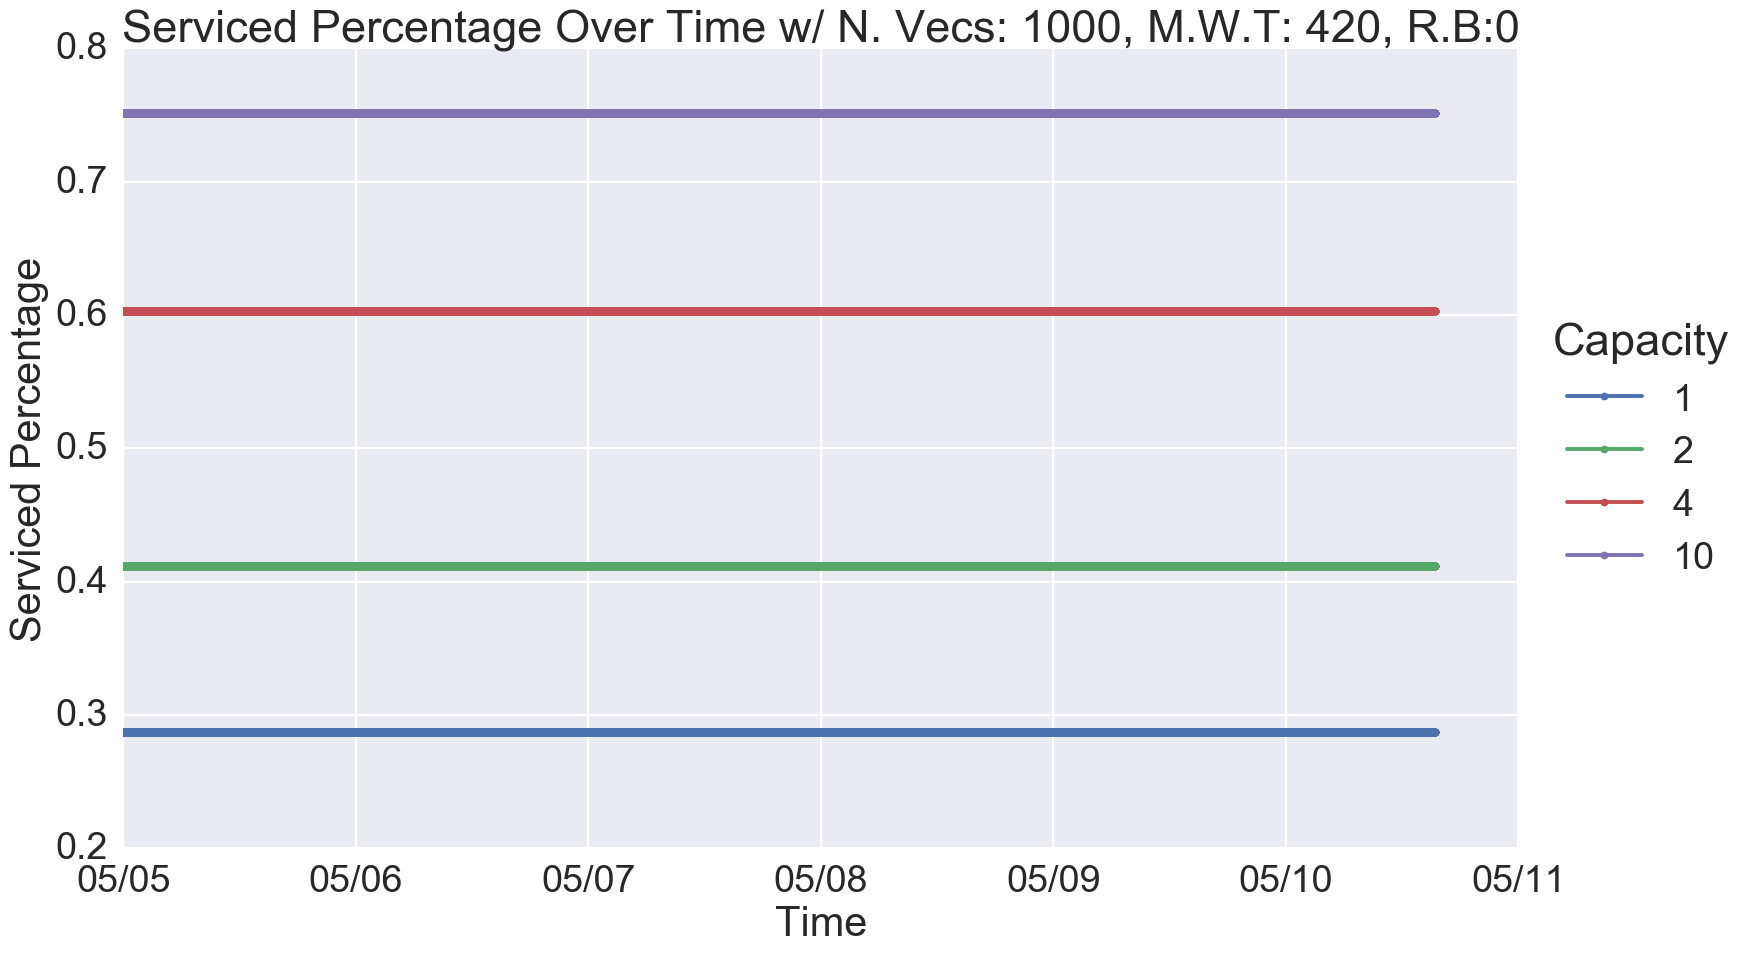 Serviced Percentage Over Time w/ N. Vecs: 1000, M.W.T: 420, R.B:0
Serviced Percentage
0.8
0.7
0.6
0.5
0.4
0.3
0.2
05/05 05/06 05/07 05/08 05/09 05/10 05/11
Time
Capacity
1
2
4
10